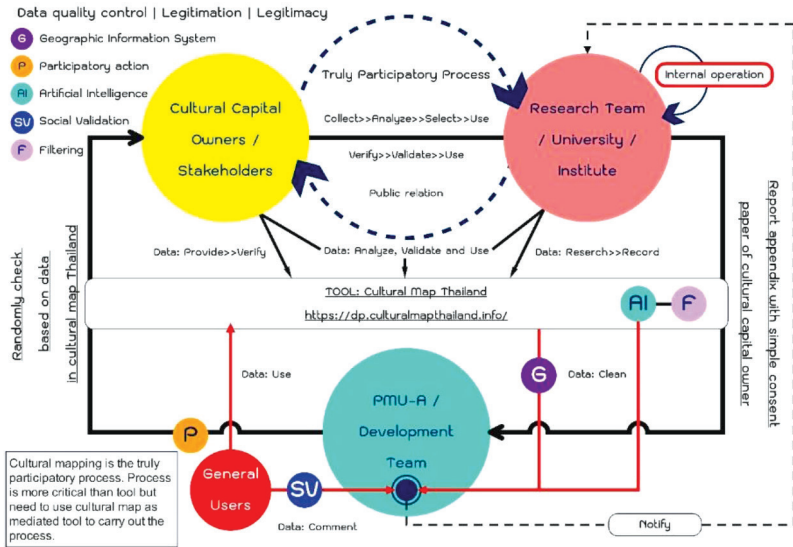 Data quality control | Legitimation | Legitimacy
G Geographic Information System
P Participatory action
AI Artificial Intelligence
SV Social Validation
F Filtering
Cultural Capital
Owners /
Stakeholders
Truly Participatory Process
Collect>>Analyze>>Select>>Use
Verify>>Validate>>Use
Public relation
Research Team
/ University /
Institute
Internal operation
Data: Provide>>Verify
Data: Analyze, Validate and Use
Data: Reserch>>Record
TOOL: Cultural Map Thailand
https://dp.culturalmapthailand.info/
AI
F
Randomly check
based on data
in cultural map Thailand
Report appendix with simple consent
paper of cultural capital
owner
Data: Use
G
Data: Clean
PMU-A /
Development
Team
P
General
Users
SV
Data: Comment
Notify
Cultural mapping is the truly
participatory process. Process
is more critical than tool but
need to use cultural map as
mediated tool to carry out the
process.